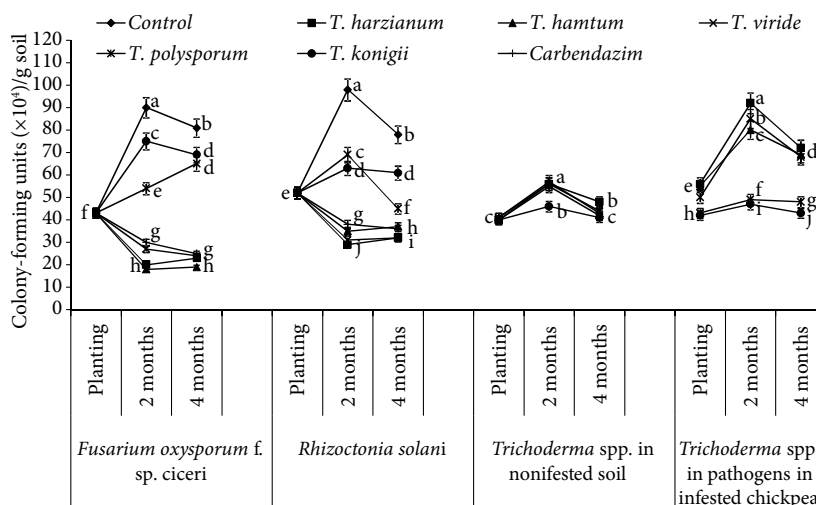 Control T. harzianum T. hamtum T. viride
T. polysporum T. konigii Carbendazim
Colony-forming units (×10⁴)/g soil
120
110
100
90
80
70
60
50
40
30
20
10
0
a
b
c
d
e
d
f
g
h
g
h
a
b
c
d
e
f
g
h
j
i
a
b
c
b
c
a
b
c
d
e
f
g
h
i
j
Planting 2 months 4 months Planting 2 months 4 months Planting 2 months 4 months Planting 2 months 4 months
Fusarium oxysporum f. Rhizoctonia solani Trichoderma spp. in Trichoderma spp.
sp. ciceri nonifested soil in pathogens in
infested chickpea